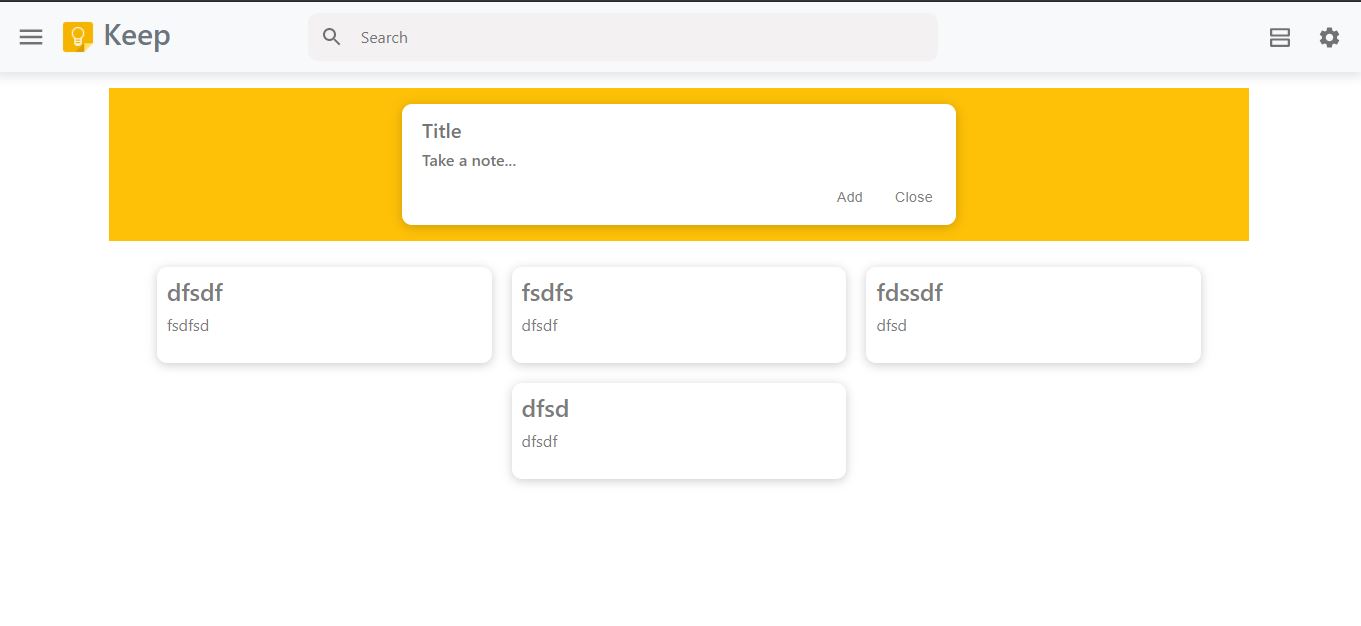 Keep
Search
Title
Take a note...
Add Close
dfsdf
fsdfsd
fsdfs
dfsdf
fdssdf
dfsd
dfsd
dfsdf